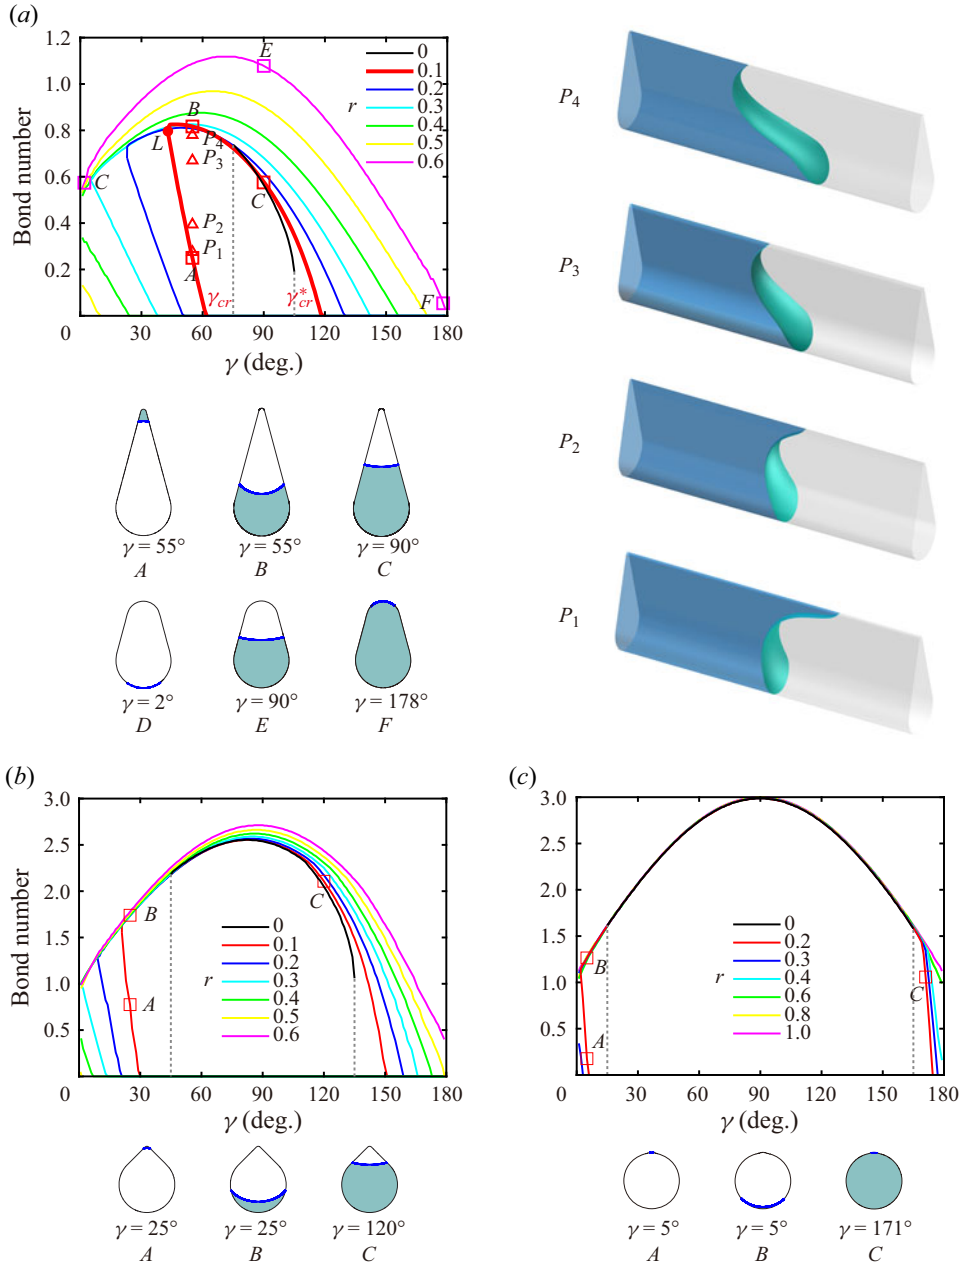 (a)
1.2
1.0
0.8
0.6
0.4
0.2
0
30
60
90
120
150
180
Bond number
γ (deg.)
r
0
0.1
0.2
0.3
0.4
0.5
0.6
E
B
L
P4
P3
C
C
P2
P1
A
γcr
γ*cr
F
γ = 55°
A
γ = 55°
B
γ = 90°
C
γ = 2°
D
γ = 90°
E
γ = 178°
F
P4
P3
P2
P1
(b)
3.0
2.5
2.0
1.5
1.0
0.5
0
30
60
90
120
150
180
Bond number
γ (deg.)
r
0
0.1
0.2
0.3
0.4
0.5
0.6
B
A
C
γ = 25°
A
γ = 25°
B
γ = 120°
C
(c)
3.0
2.5
2.0
1.5
1.0
0.5
0
30
60
90
120
150
180
Bond number
γ (deg.)
r
0
0.2
0.3
0.4
0.6
0.8
1.0
B
A
C
γ = 5°
A
γ = 5°
B
γ = 171°
C